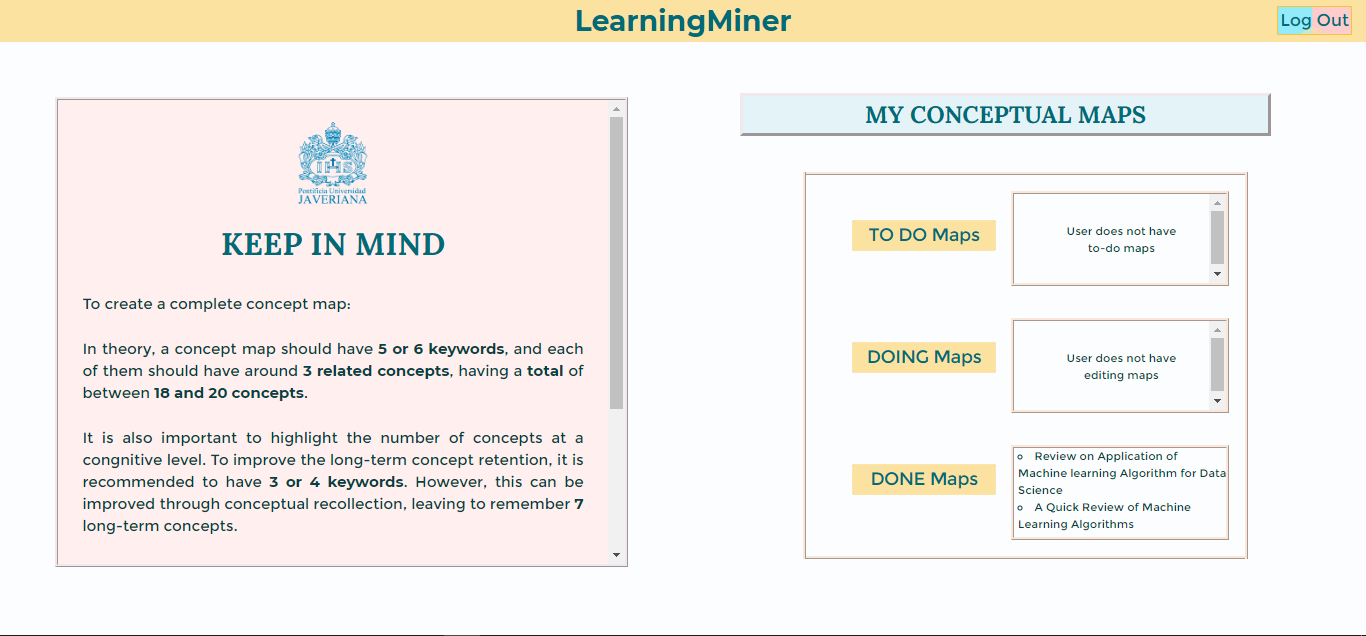 LearningMiner
Log Out
IHS
Pontificia Universidad
JAVERIANA
KEEP IN MIND
To create a complete concept map:
In theory, a concept map should have 5 or 6 keywords, and each
of them should have around 3 related concepts, having a total of
between 18 and 20 concepts.
It is also important to highlight the number of concepts at a
congnitive level. To improve the long-term concept retention, it is
recommended to have 3 or 4 keywords. However, this can be
improved through conceptual recollection, leaving to remember 7
long-term concepts.
MY CONCEPTUAL MAPS
TO DO Maps
User does not have
to-do maps
DOING Maps
User does not have
editing maps
DONE Maps
Review on Application of
Machine learning Algorithm for Data
Science
A Quick Review of Machine
Learning Algorithms